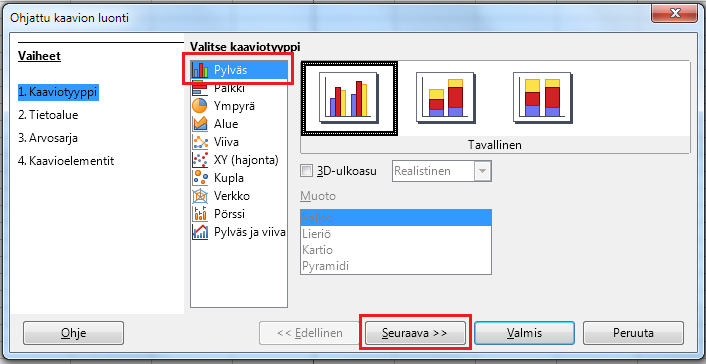 Ohjattu kaavion luonti
Vaiheet
1. Kaaviotyyppi
2. Tietoalue
3. Arvosarja
4. Kaavioelementit
Valitse kaaviotyyppi
Pylväs
Palkki
Ympyrä
Alue
Viiva
XY (hajonta)
Kupla
Verkko
Pörssi
Pylväs ja viiva
Tavallinen
3D-ulkoasu
Realistinen
Muoto
Lieriö
Kartio
Pyramidi
Ohje
<< Edellinen
Seuraava >>
Valmis
Peruuta